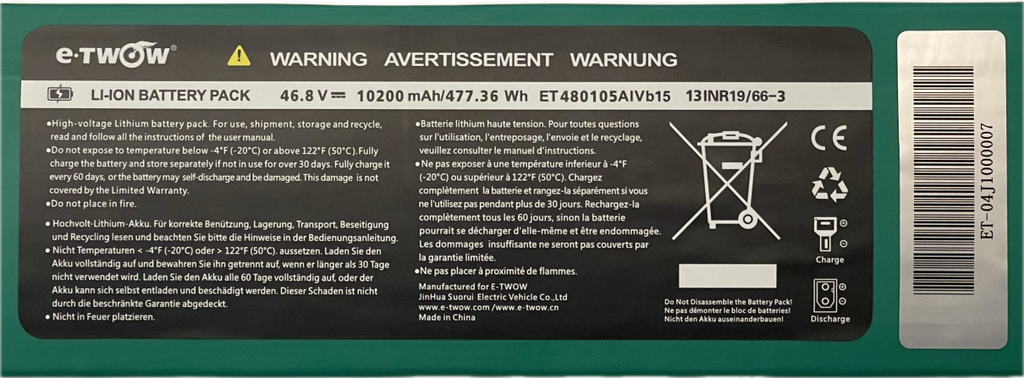 e-TWOW®
WARNING AVERTISSEMENT WARNUNG
LI-ION BATTERY PACK 46.8 V⎓ 10200 mAh/477.36 Wh ET480105AIVb15 13INR19/66-3
•High-voltage Lithium battery pack. For use, shipment, storage and recycle,
read and follow all the instructions of the user manual.
•Do not expose to temperature below -4°F (-20°C) or above 122°F (50°C).Fully
charge the battery and store separately if not in use for over 30 days. Fully charge it
every 60 days, or the battery may self-discharge and be damaged. This damage is not
covered by the Limited Warranty.
•Do not place in fire.
• Hochvolt-Lithium-Akku. Für korrekte Benützung, Lagerung, Transport, Beseitigung
und Recycling lesen und beachten Sie bitte die Hinweise in der Bedienungsanleitung.
• Nicht Temperaturen < -4°F (-20°C) oder > 122°F (50°C). aussetzen. Laden Sie den
Akku vollständig auf und bewahren Sie ihn getrennt auf, wenn er länger als 30 Tage
nicht verwendet wird. Laden Sie den Akku alle 60 Tage vollständig auf, oder der
Akku kann sich selbst entladen und beschädigt werden. Dieser Schaden ist nicht
durch die beschränkte Garantie abgedeckt.
• Nicht in Feuer platzieren.
•Batterie lithium haute tension. Pour toutes questions
sur l'utilisation, l'entreposage, l'envoie et le recyclage,
veuillez consulter le manuel d'instructions.
•Ne pas exposer à une température inferieur à -4°F
(-20°C) ou supérieur à 122°F (50°C). Chargez
complètement la batterie et rangez-la séparément si vous
ne l'utilisez pas pendant plus de 30 jours. Rechargez-la
complètement tous les 60 jours, sinon la batterie
pourrait se décharger d'elle-même et être endommagée.
Les dommages insuffisante ne seront pas couverts par
la garantie limitée.
•Ne pas placer à proximité de flammes.
Manufactured for E-TWOW
JinHua Suorui Electric Vehicle Co.,Ltd
www.e-twow.com /www.e-twow.cn
Made in China
Do Not Disassemble the Battery Pack!
Ne pas démonter le bloc de batteries!
Nicht den Akku auseinanderbauen!
CE
Charge
Discharge
ET-04J1000007